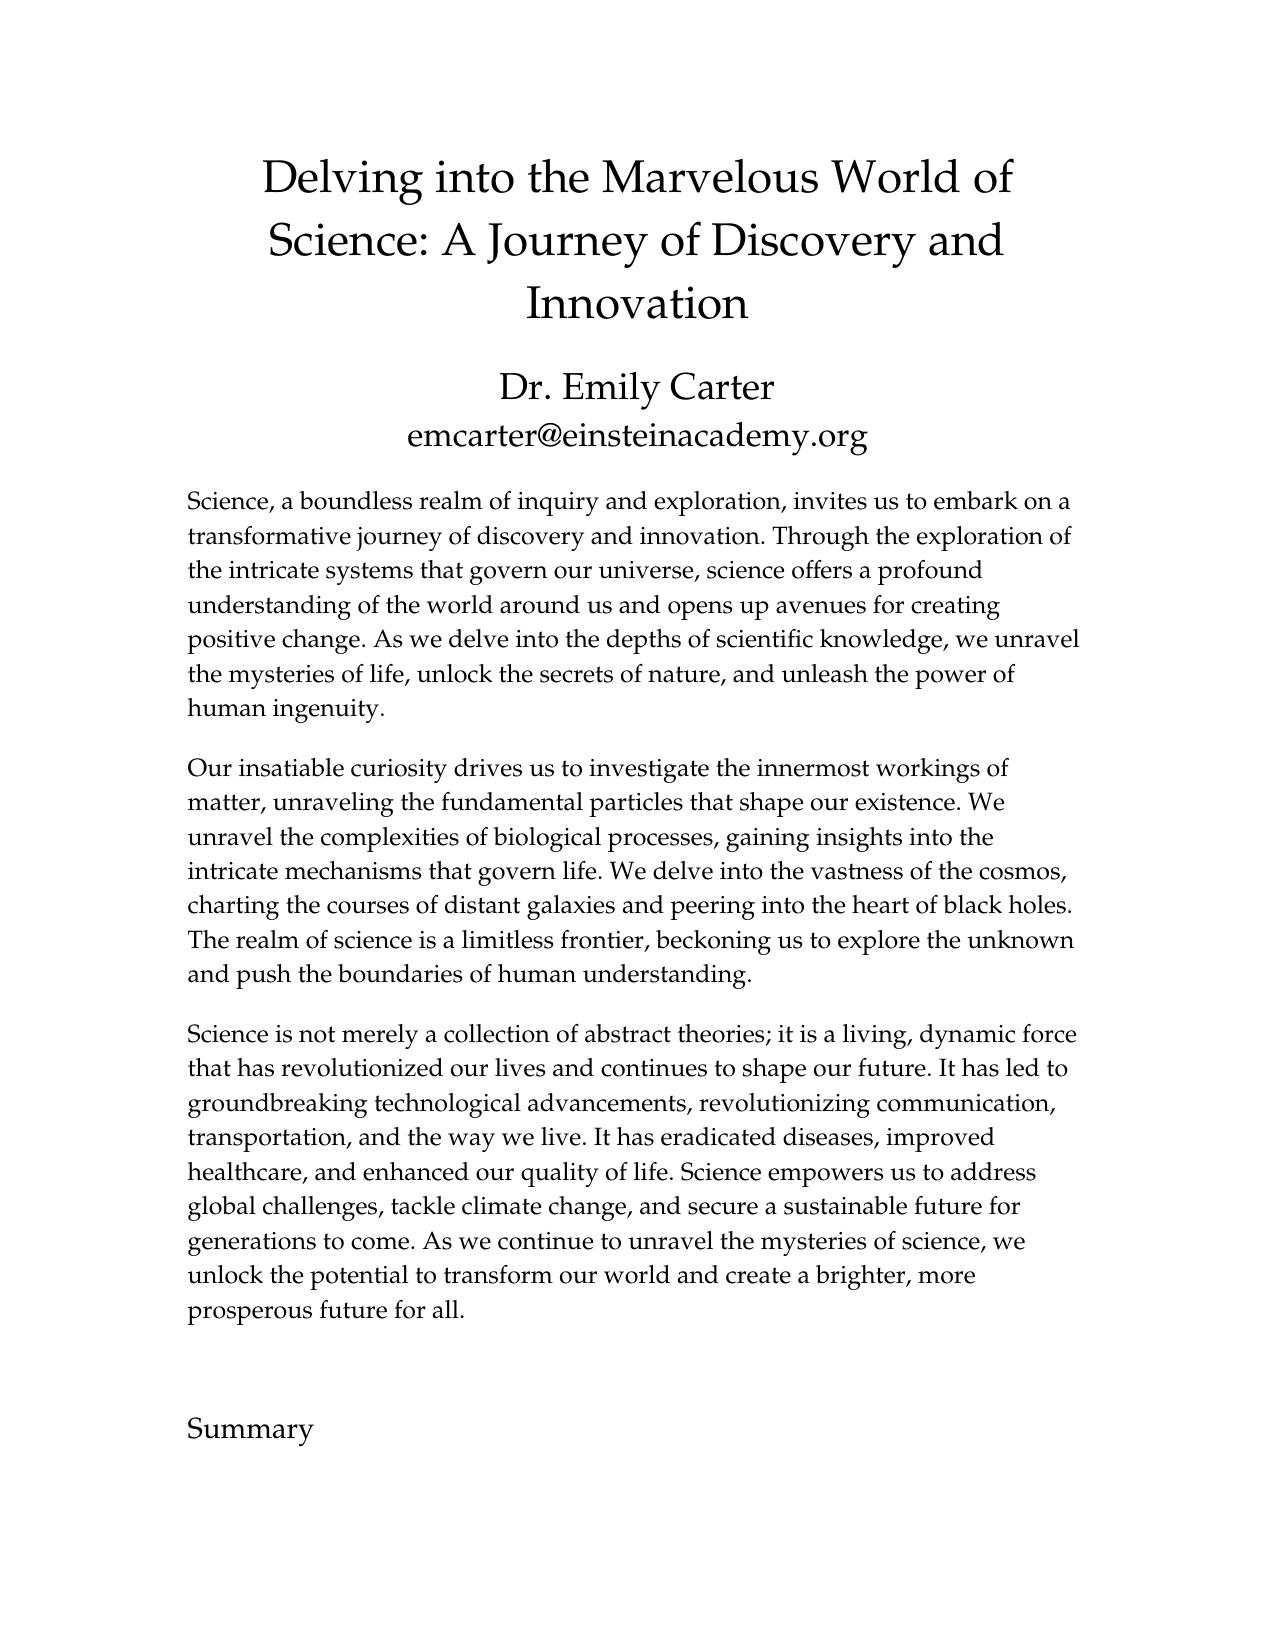 Delving into the Marvelous World of
Science: A Journey of Discovery and
Innovation
Dr. Emily Carter
emcarter@einsteinacademy.org
Science, a boundless realm of inquiry and exploration, invites us to embark on a
transformative journey of discovery and innovation. Through the exploration of
the intricate systems that govern our universe, science offers a profound
understanding of the world around us and opens up avenues for creating
positive change. As we delve into the depths of scientific knowledge, we unravel
the mysteries of life, unlock the secrets of nature, and unleash the power of
human ingenuity.
Our insatiable curiosity drives us to investigate the innermost workings of
matter, unraveling the fundamental particles that shape our existence. We
unravel the complexities of biological processes, gaining insights into the
intricate mechanisms that govern life. We delve into the vastness of the cosmos,
charting the courses of distant galaxies and peering into the heart of black holes.
The realm of science is a limitless frontier, beckoning us to explore the unknown
and push the boundaries of human understanding.
Science is not merely a collection of abstract theories; it is a living, dynamic force
that has revolutionized our lives and continues to shape our future. It has led to
groundbreaking technological advancements, revolutionizing communication,
transportation, and the way we live. It has eradicated diseases, improved
healthcare, and enhanced our quality of life. Science empowers us to address
global challenges, tackle climate change, and secure a sustainable future for
generations to come. As we continue to unravel the mysteries of science, we
unlock the potential to transform our world and create a brighter, more
prosperous future for all.
Summary